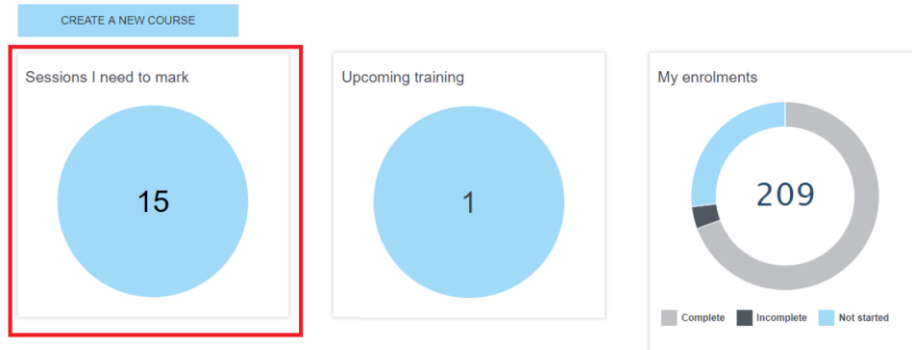 CREATE A NEW COURSE
Sessions I need to mark
15
Upcoming training
1
My enrolments
209
Complete
Incomplete
Not started